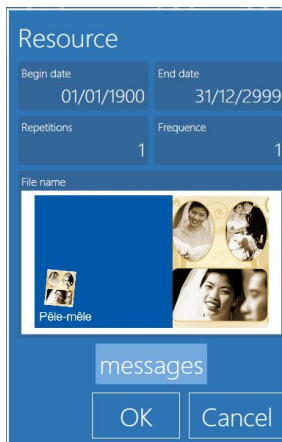 Resource
Begin date
01/01/1900
End date
31/12/2999
Repetitions
1
Frequence
1
File name
Pêle-mêle
messages
OK
Cancel